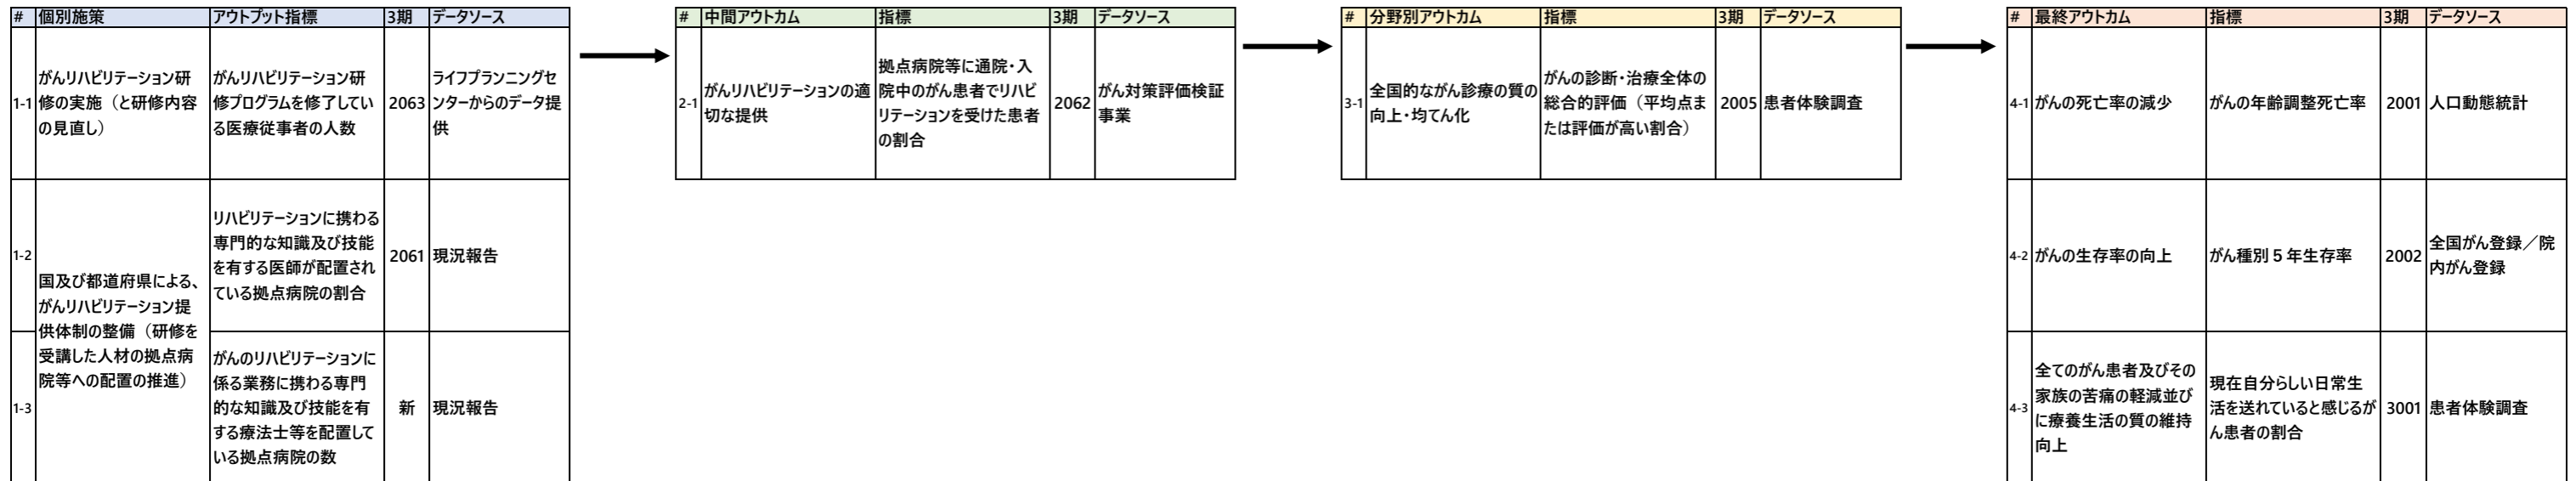 # 個別施策 アウトプット指標 3期 データソース
1-1
がんリハビリテーション研
修の実施（と研修内容
の見直し）
がんリハビリテーション研
修プログラムを修了してい
る医療従事者の人数
2063
ライフプランニングセ
ンターからのデータ提
供
1-2
国及び都道府県による、
がんリハビリテーション提
供体制の整備（研修を
受講した人材の拠点病
院等への配置の推進）
リハビリテーションに携わる
専門的な知識及び技能
を有する医師が配置され
ている拠点病院の割合
2061
現況報告
1-3
がんのリハビリテーションに
係る業務に携わる専門
的な知識及び技能を有
する療法士等を配置して
いる拠点病院の数
新
現況報告
# 中間アウトカム 指標 3期 データソース
2-1
がんリハビリテーションの適
切な提供
拠点病院等に通院・入
院中のがん患者でリハビ
リテーションを受けた患者
の割合
2062
がん対策評価検証
事業
# 分野別アウトカム 指標 3期 データソース
3-1
全国的ながん診療の質の
向上・均てん化
がんの診断・治療全体の
総合的評価（平均点ま
たは評価が高い割合）
2005
患者体験調査
# 最終アウトカム 指標 3期 データソース
4-1
がんの死亡率の減少
がんの年齢調整死亡率
2001
人口動態統計
4-2
がんの生存率の向上
がん種別５年生存率
2002
全国がん登録／院
内がん登録
4-3
全てのがん患者及びその
家族の苦痛の軽減並び
に療養生活の質の維持
向上
現在自分らしい日常生
活を送れていると感じるが
ん患者の割合
3001
患者体験調査